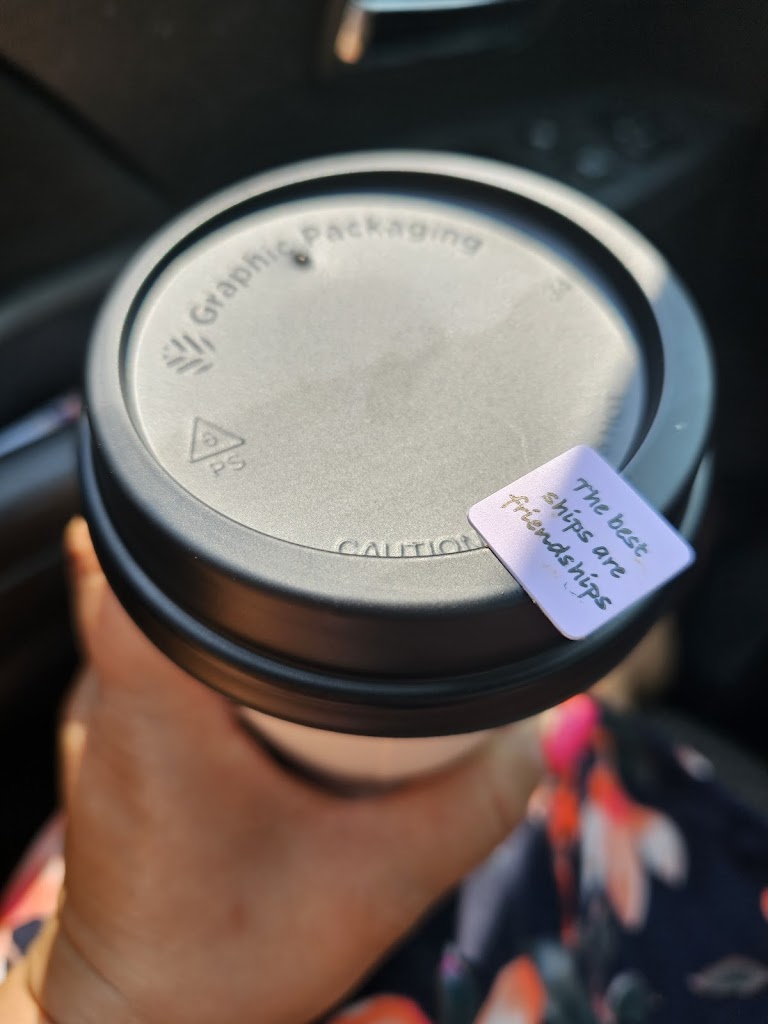 Graphic Packaging
6
PS
CAUTION
The best
ships are
friendships